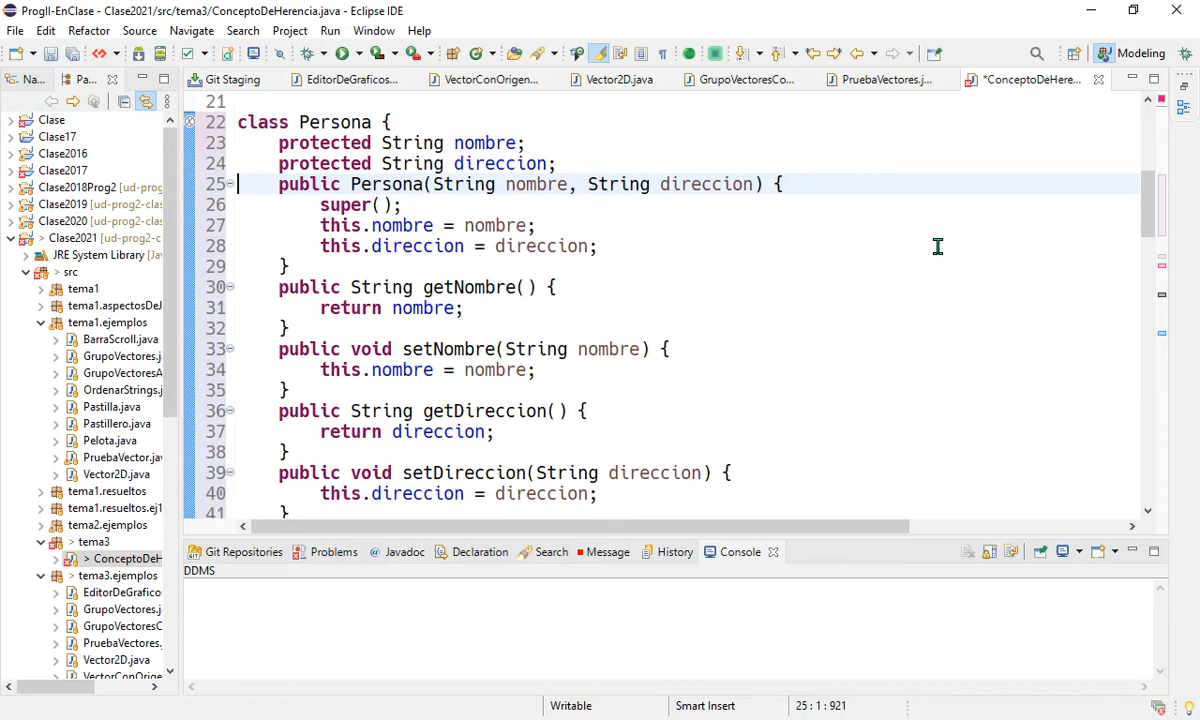 ProgII-EnClase - Clase2021/src/tema3/ConceptoDeHerencia.java - Eclipse IDE
File Edit Refactor Source Navigate Search Project Run Window Help
Modeling
Na... Pa... Git Staging EditorDeGraficos... VectorConOrigen... Vector2D.java GrupoVectoresCo... PruebaVectores.j... *ConceptoDeHere...
Clase
Clase17
Clase2016
Clase2017
Clase2018Prog2 [ud-prog2-clas
Clase2019 [ud-prog2-clas
Clase2020 [ud-prog2-clas
> Clase2021 [ud-prog2-c
JRE System Library [Jav
> src
tema1
tema1.aspectosDeJ
tema1.ejemplos
BarraScroll.java
GrupoVectores.j
GrupoVectoresA
OrdenarStrings.j
Pastilla.java
Pastillero.java
Pelota.java
PruebaVector.jav
Vector2D.java
tema1.resueltos
tema1.resueltos.ej1
tema2.ejemplos
> tema3
> ConceptoDeH
> tema3.ejemplos
EditorDeGrafico
GrupoVectores.j
GrupoVectoresC
PruebaVectores.
Vector2D.java
VectorConOrige
21
22 class Persona {
23 protected String nombre;
24 protected String direccion;
25 public Persona(String nombre, String direccion) {
26 super();
27 this.nombre = nombre;
28 this.direccion = direccion;
29 }
30 public String getNombre() {
31 return nombre;
32 }
33 public void setNombre(String nombre) {
34 this.nombre = nombre;
35 }
36 public String getDireccion() {
37 return direccion;
38 }
39 public void setDireccion(String direccion) {
40 this.direccion = direccion;
41 }
Git Repositories Problems @ Javadoc Declaration Search Message History Console
DDMS
Writable Smart Insert 25 : 1 : 921